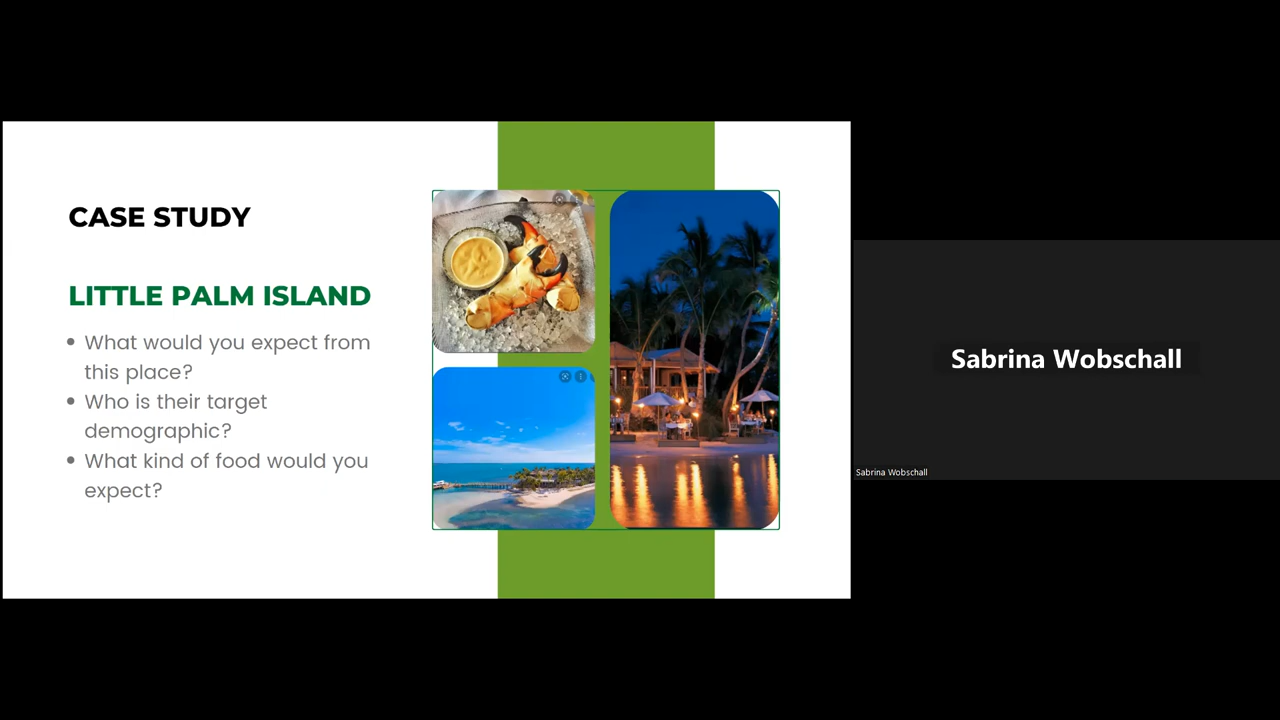 CASE STUDY
LITTLE PALM ISLAND
• What would you expect from
this place?
• Who is their target
demographic?
• What kind of food would you
expect?
Sabrina Wobschall
Sabrina Wobschall